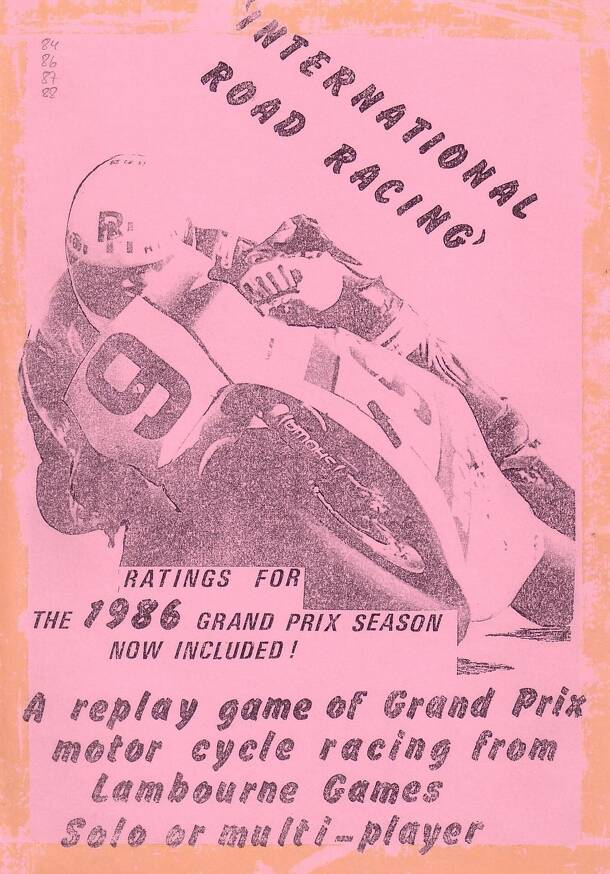 84
86
87
88
'INTERNATIONAL
ROAD RACING'
9
RATINGS FOR
THE 1986 GRAND PRIX SEASON
NOW INCLUDED!
A replay game of Grand Prix
motor cycle racing from
Lambourne Games
Solo or multi-player